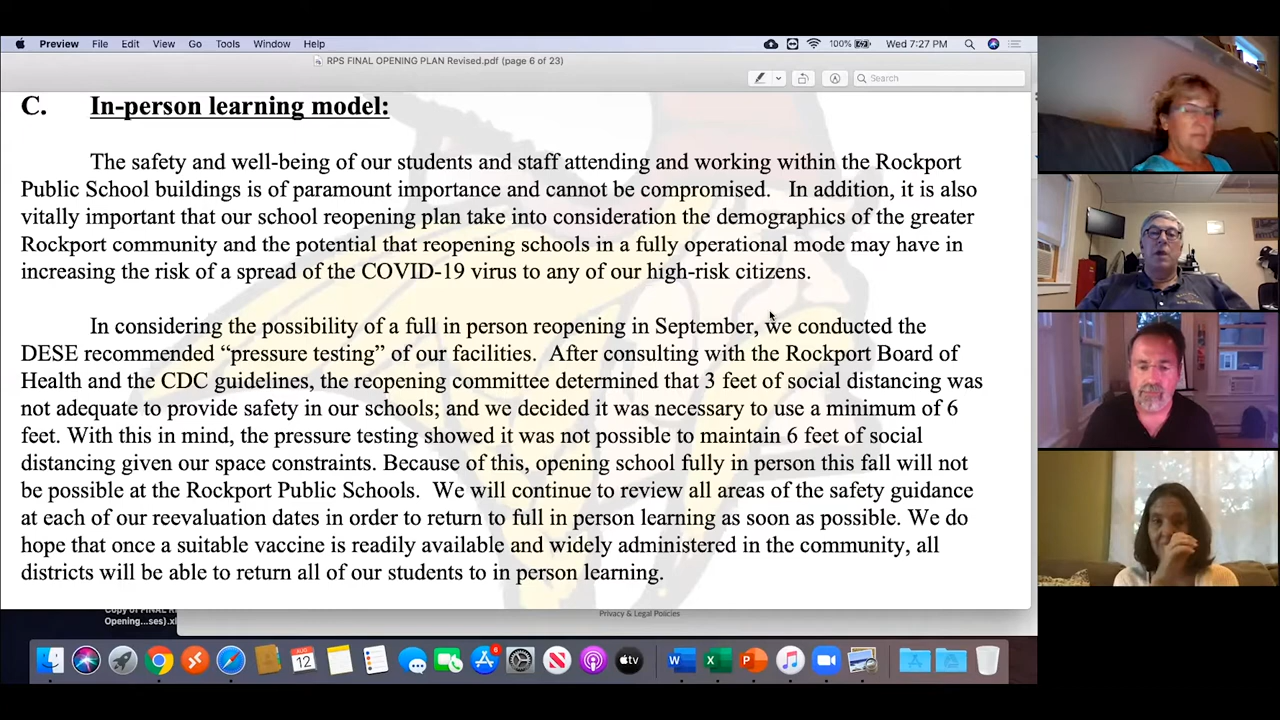 Preview File Edit View Go Tools Window Help 100% Wed 7:27 PM
RPS FINAL OPENING PLAN Revised.pdf (page 6 of 23)
Search
C. In-person learning model:
The safety and well-being of our students and staff attending and working within the Rockport
Public School buildings is of paramount importance and cannot be compromised. In addition, it is also
vitally important that our school reopening plan take into consideration the demographics of the greater
Rockport community and the potential that reopening schools in a fully operational mode may have in
increasing the risk of a spread of the COVID-19 virus to any of our high-risk citizens.
In considering the possibility of a full in person reopening in September, we conducted the
DESE recommended “pressure testing” of our facilities. After consulting with the Rockport Board of
Health and the CDC guidelines, the reopening committee determined that 3 feet of social distancing was
not adequate to provide safety in our schools; and we decided it was necessary to use a minimum of 6
feet. With this in mind, the pressure testing showed it was not possible to maintain 6 feet of social
distancing given our space constraints. Because of this, opening school fully in person this fall will not
be possible at the Rockport Public Schools. We will continue to review all areas of the safety guidance
at each of our reevaluation dates in order to return to full in person learning as soon as possible. We do
hope that once a suitable vaccine is readily available and widely administered in the community, all
districts will be able to return all of our students to in person learning.
Opening...ses).xl
Privacy & Legal Policies
AUG
12
6
tv
W
X
P